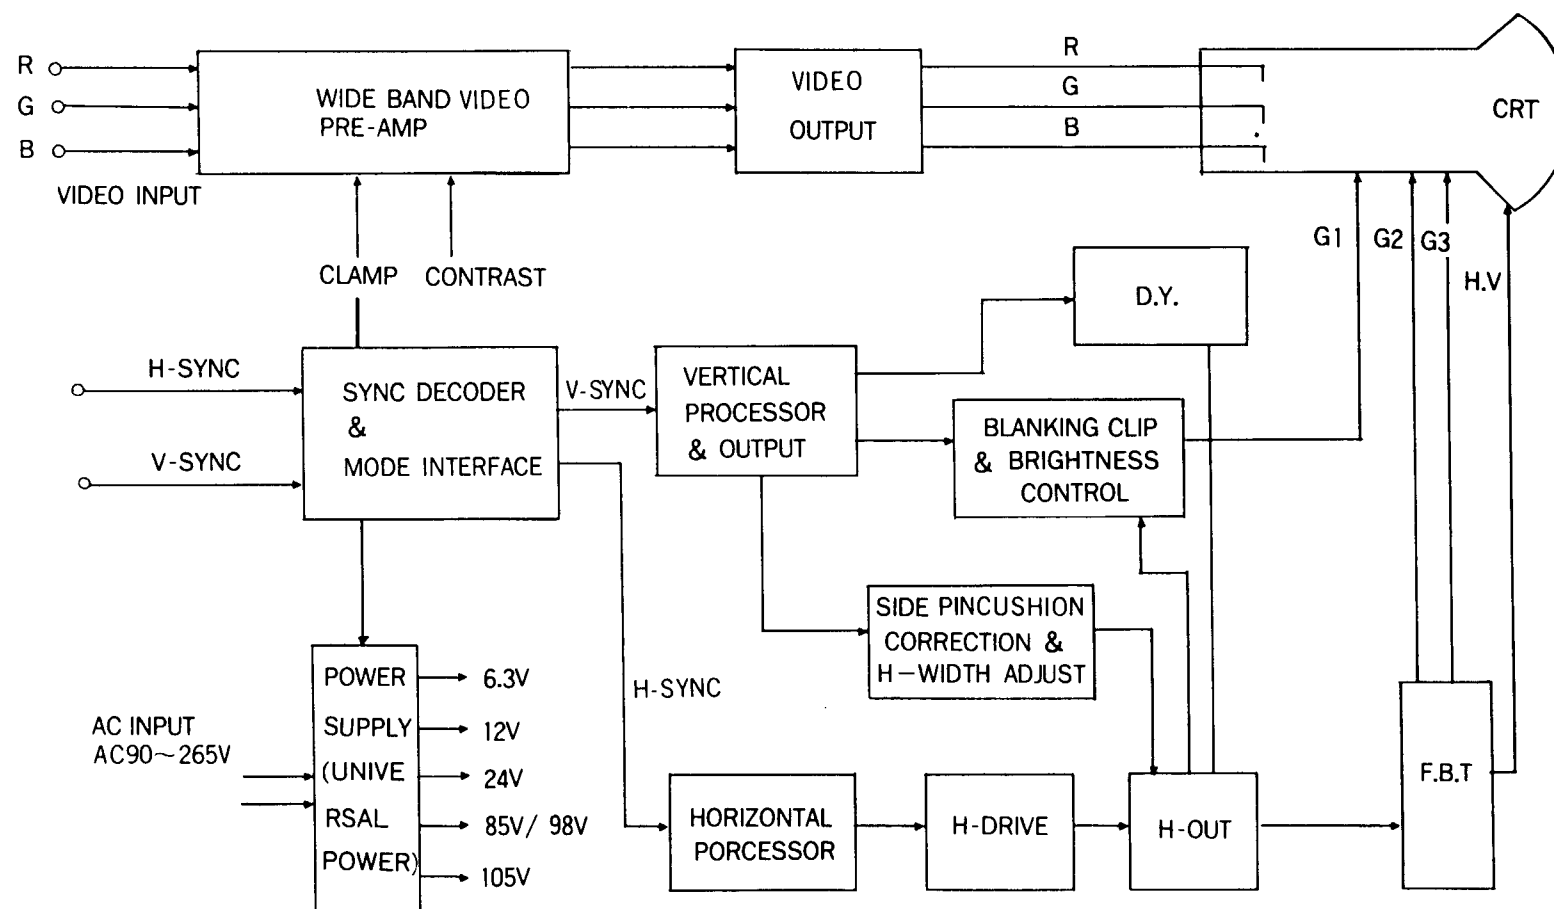 R
G
B
VIDEO INPUT
WIDE BAND VIDEO
PRE-AMP
VIDEO
OUTPUT
R
G
B
CRT
CLAMP
CONTRAST
G1
G2
G3
H.V
D.Y.
H-SYNC
V-SYNC
SYNC DECODER
&
MODE INTERFACE
V-SYNC
VERTICAL
PROCESSOR
& OUTPUT
BLANKING CLIP
& BRIGHTNESS
CONTROL
SIDE PINCUSHION
CORRECTION &
H-WIDTH ADJUST
H-SYNC
AC INPUT
AC90~265V
POWER
SUPPLY
(UNIVE
RSAL
POWER)
6.3V
12V
24V
85V/ 98V
105V
HORIZONTAL
PORCESSOR
H-DRIVE
H-OUT
F.B.T